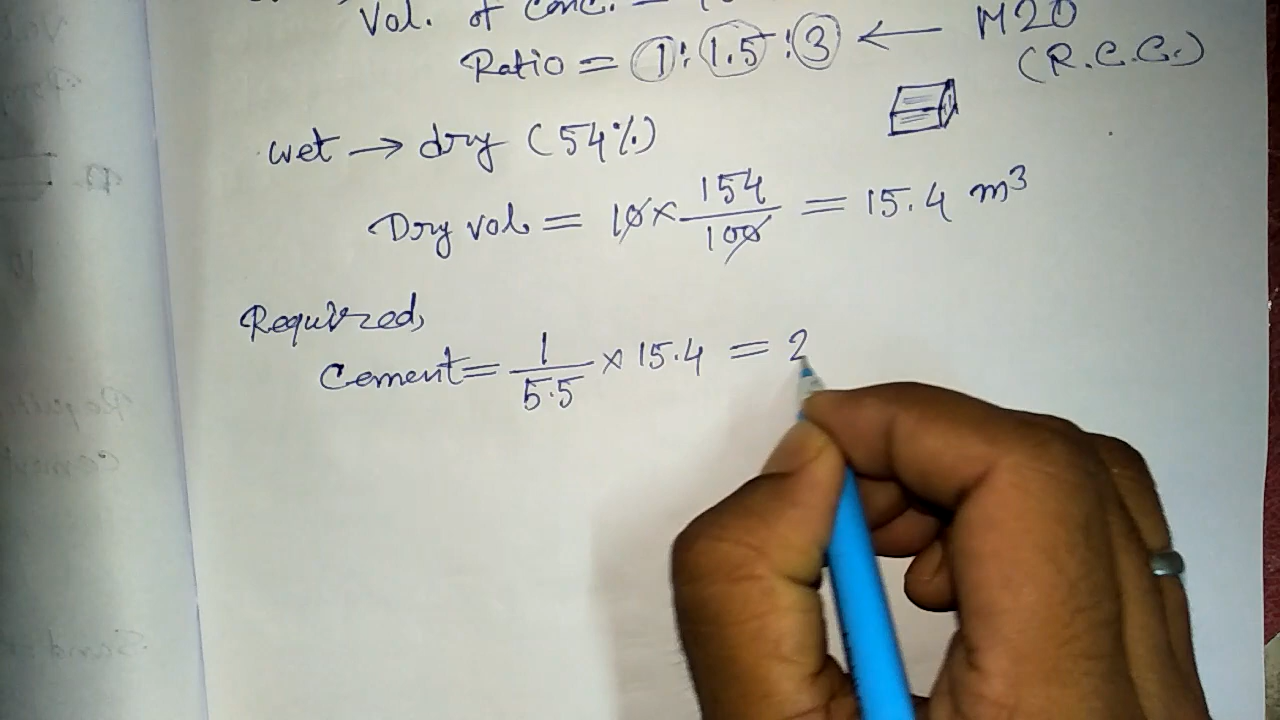 Vol. of Conc. =
Ratio = 1 : 1.5 : 3 ← M20
(R.C.C.)
wet → dry (54%)
Dry vol. = 10 × 154/100 = 15.4 m³
Required,
Cement = 1/5.5 × 15.4 = 2